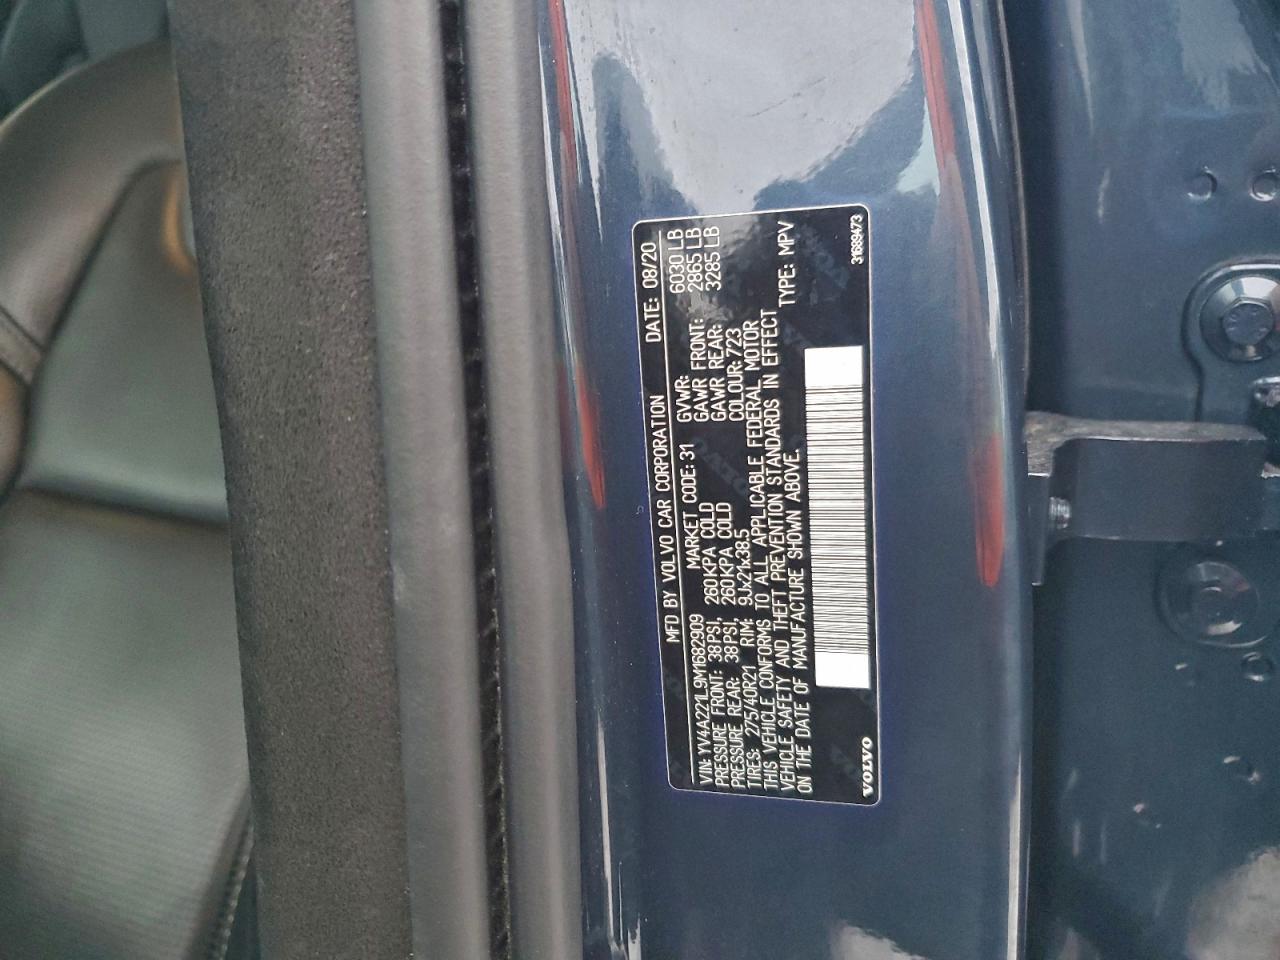 MFD BY VOLVO CAR CORPORATION DATE: 08/20
VIN: YV4A221L9M1682909 MARKET CODE: 31 GVWR: 6030 LB
PRESSURE FRONT: 38PSI, 260KPA COLD GAWR FRONT: 2865 LB
PRESSURE REAR: 38PSI, 260KPA COLD GAWR REAR: 3285 LB
TIRES: 275/40R21 RIM: 9Jx21x38.5 COLOUR: 723
THIS VEHICLE CONFORMS TO ALL APPLICABLE FEDERAL MOTOR
VEHICLE SAFETY AND THEFT PREVENTION STANDARDS IN EFFECT
ON THE DATE OF MANUFACTURE SHOWN ABOVE. TYPE: MPV
VOLVO 31689473